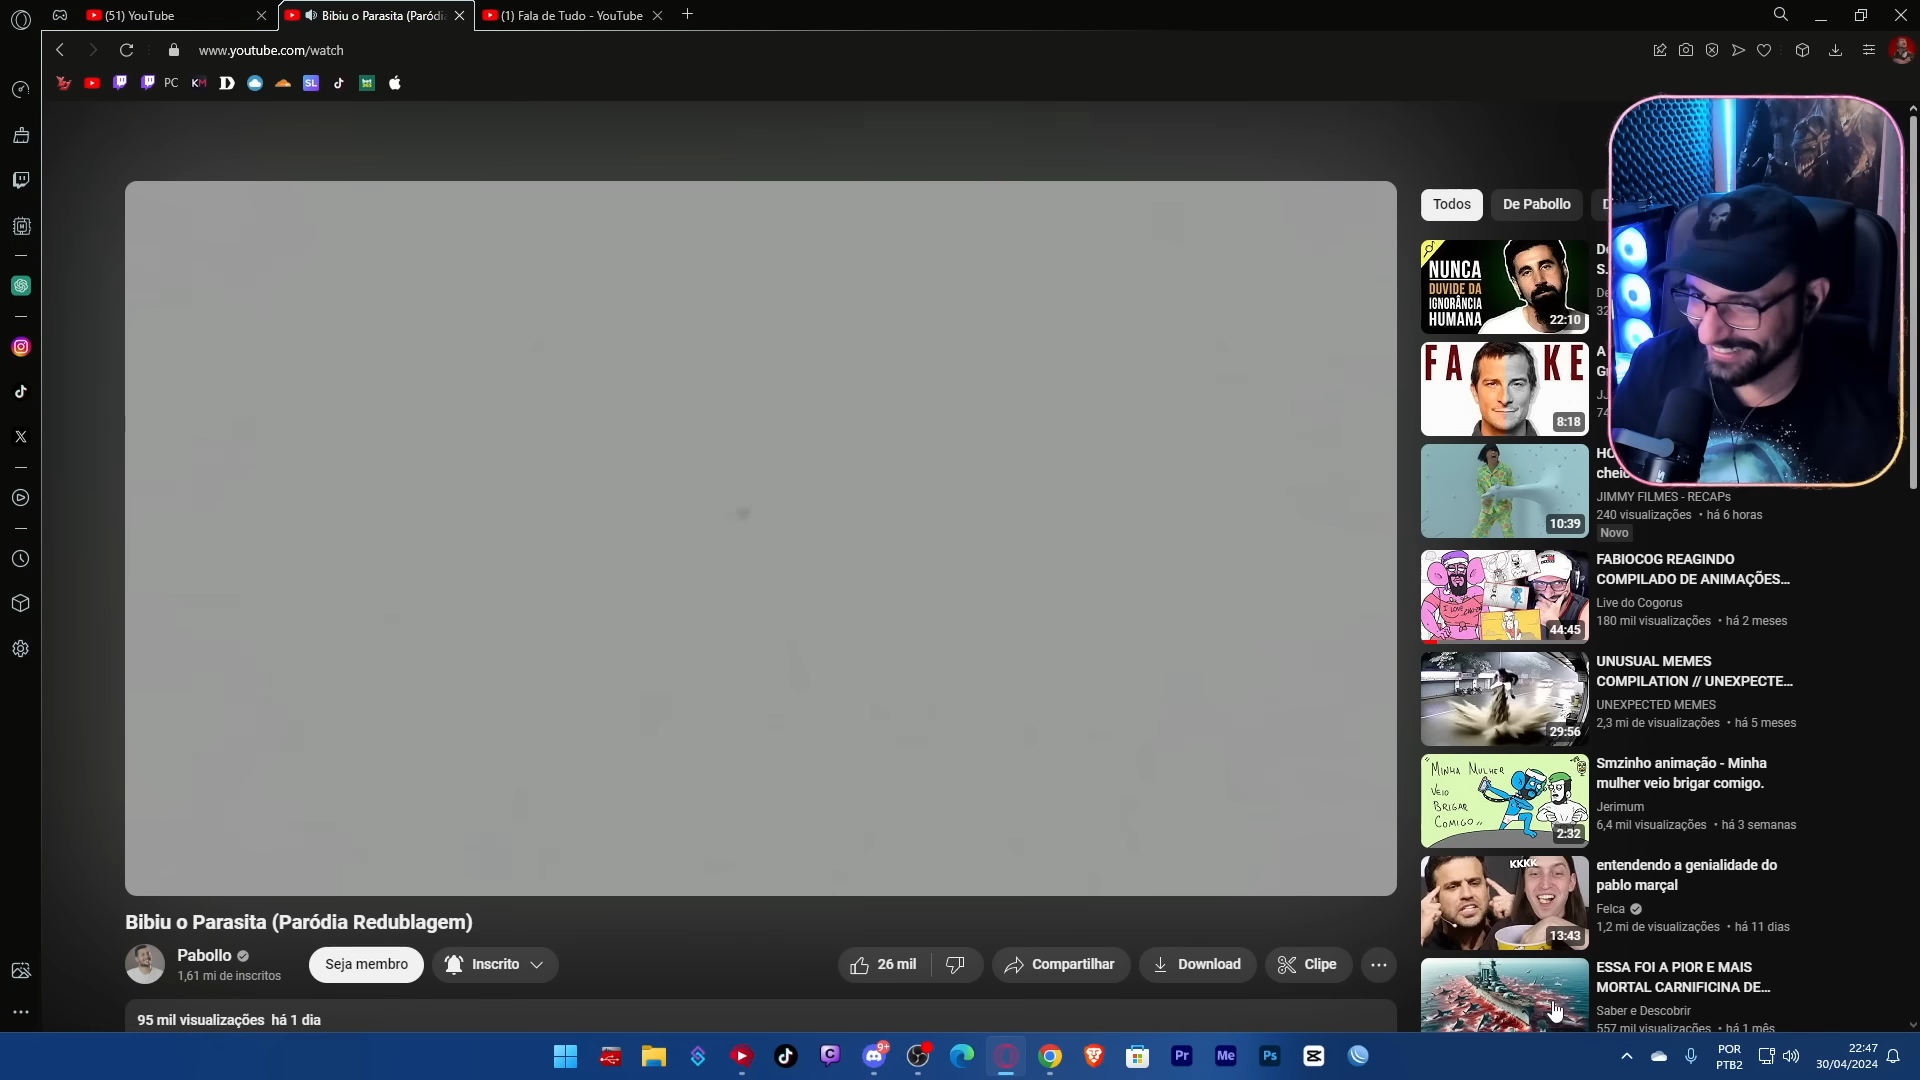 (51) YouTube
Bibiu o Parasita (Paródi
(1) Fala de Tudo - YouTube
www.youtube.com/watch
PC
KM
D
SL
Todos
De Pabollo
NUNCA
DUVIDE DA
IGNORÂNCIA
HUMANA
22:10
FAKE
8:18
10:39
JIMMY FILMES - RECAPs
240 visualizações • há 6 horas
Novo
44:45
FABIOCOG REAGINDO
COMPILADO DE ANIMAÇÕES...
Live do Cogorus
180 mil visualizações • há 2 meses
29:56
UNUSUAL MEMES
COMPILATION // UNEXPECTE...
UNEXPECTED MEMES
2,3 mi de visualizações • há 5 meses
"MINHA MULHER
VEIO
BRIGAR
COMIGO"
2:32
Smzinho animação - Minha
mulher veio brigar comigo.
Jerimum
6,4 mil visualizações • há 3 semanas
KKKK
13:43
entendendo a genialidade do
pablo marçal
Felca
1,2 mi de visualizações • há 11 dias
ESSA FOI A PIOR E MAIS
MORTAL CARNIFICINA DE...
Saber e Descobrir
557 mil visualizações • há 1 mês
Bibiu o Parasita (Paródia Redublagem)
Pabollo
1,61 mi de inscritos
Seja membro
Inscrito
26 mil
Compartilhar
Download
Clipe
95 mil visualizações há 1 dia
9+
Pr
Me
Ps
POR
PTB2
22:47
30/04/2024